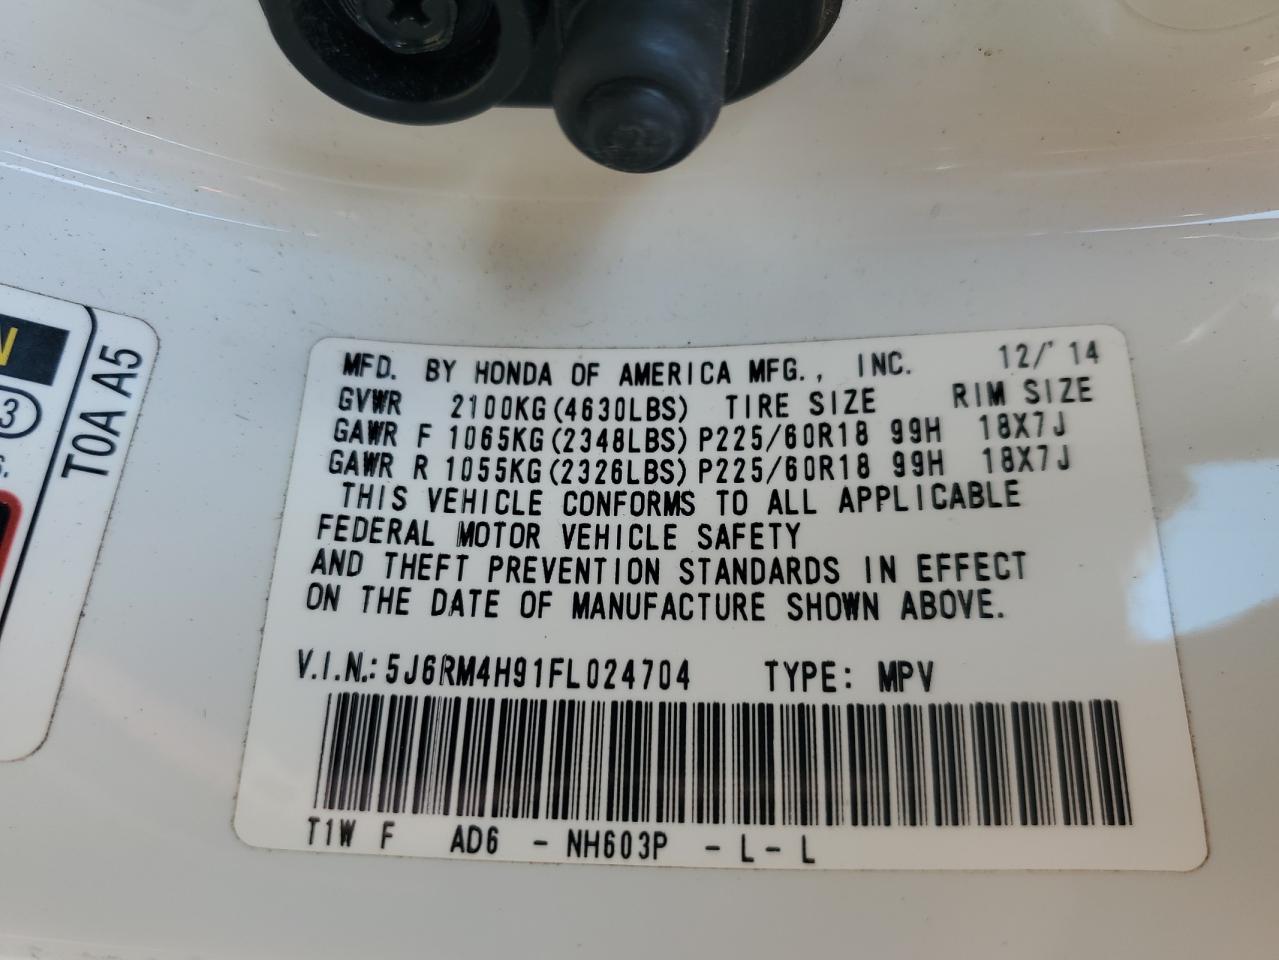 MFD. BY HONDA OF AMERICA MFG., INC. 12/'14
GVWR 2100KG(4630LBS) TIRE SIZE RIM SIZE
GAWR F 1065KG(2348LBS) P225/60R18 99H 18X7J
GAWR R 1055KG(2326LBS) P225/60R18 99H 18X7J
THIS VEHICLE CONFORMS TO ALL APPLICABLE
FEDERAL MOTOR VEHICLE SAFETY
AND THEFT PREVENTION STANDARDS IN EFFECT
ON THE DATE OF MANUFACTURE SHOWN ABOVE.
V.I.N.: 5J6RM4H91FL024704 TYPE: MPV
T1W F AD6 - NH603P - L - L
T0A A5
N
3